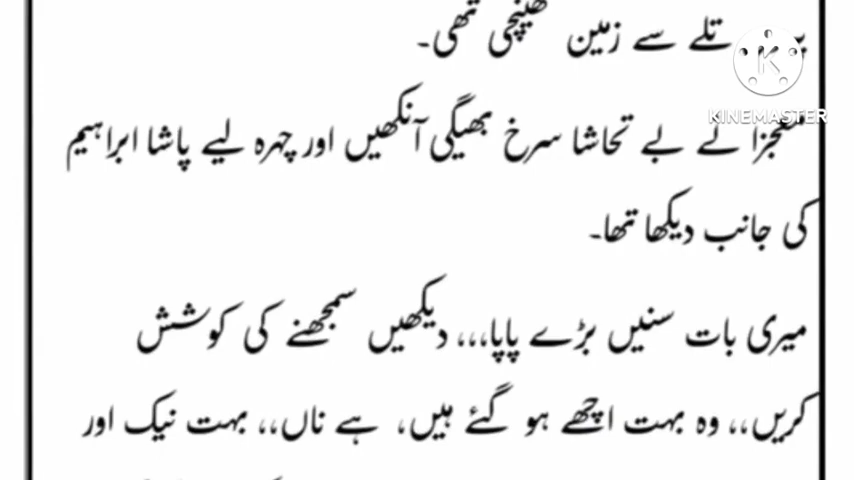 تلے سے زمین کھینچی تھی۔
KINEMASTER
نے بے تحاشا سرخ بھیگی آنکھیں اور چہرہ لیے پاشا ابراہیم
کی جانب دیکھا تھا۔
میری بات سنیں بڑے پاپا،،، دیکھیں سمجھنے کی کوشش
کریں،، وہ بہت اچھے ہو گئے ہیں، ہے ناں،، بہت نیک اور